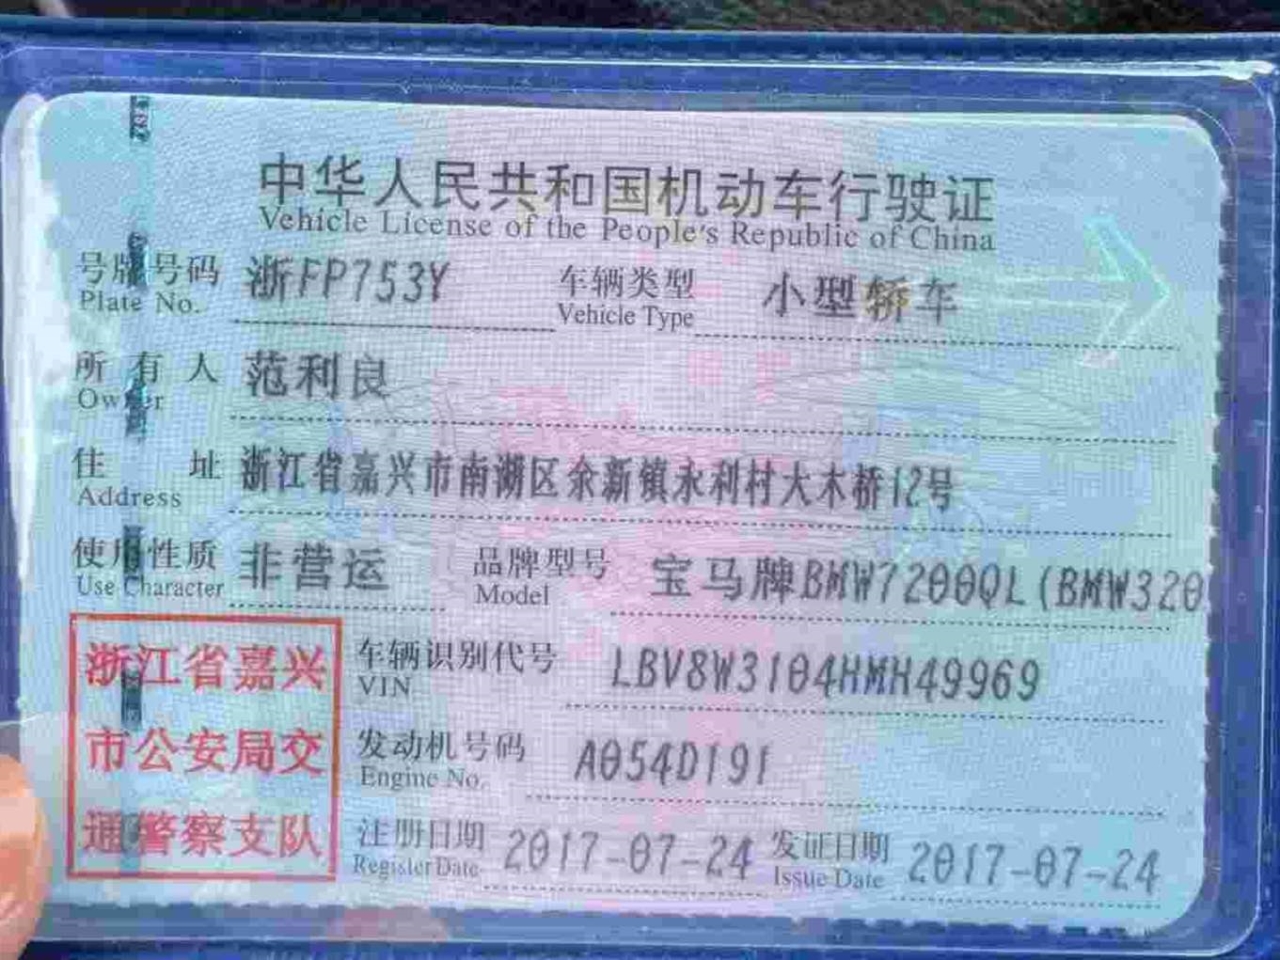 中华人民共和国机动车行驶证
Vehicle License of the People's Republic of China
号牌号码 浙FP753Y 车辆类型 小型轿车
Plate No. Vehicle Type
所有人 范利良
Owner
住址 浙江省嘉兴市南湖区余新镇永利村大木桥12号
Address
使用性质 非营运 品牌型号 宝马牌BMW7200QL(BMW320
Use Character Model
浙江省嘉兴
市公安局交
通警察支队
车辆识别代号 LBV8W3104HMH49969
VIN
发动机号码 A054D191
Engine No.
注册日期 2017-07-24 发证日期 2017-07-24
Register Date Issue Date